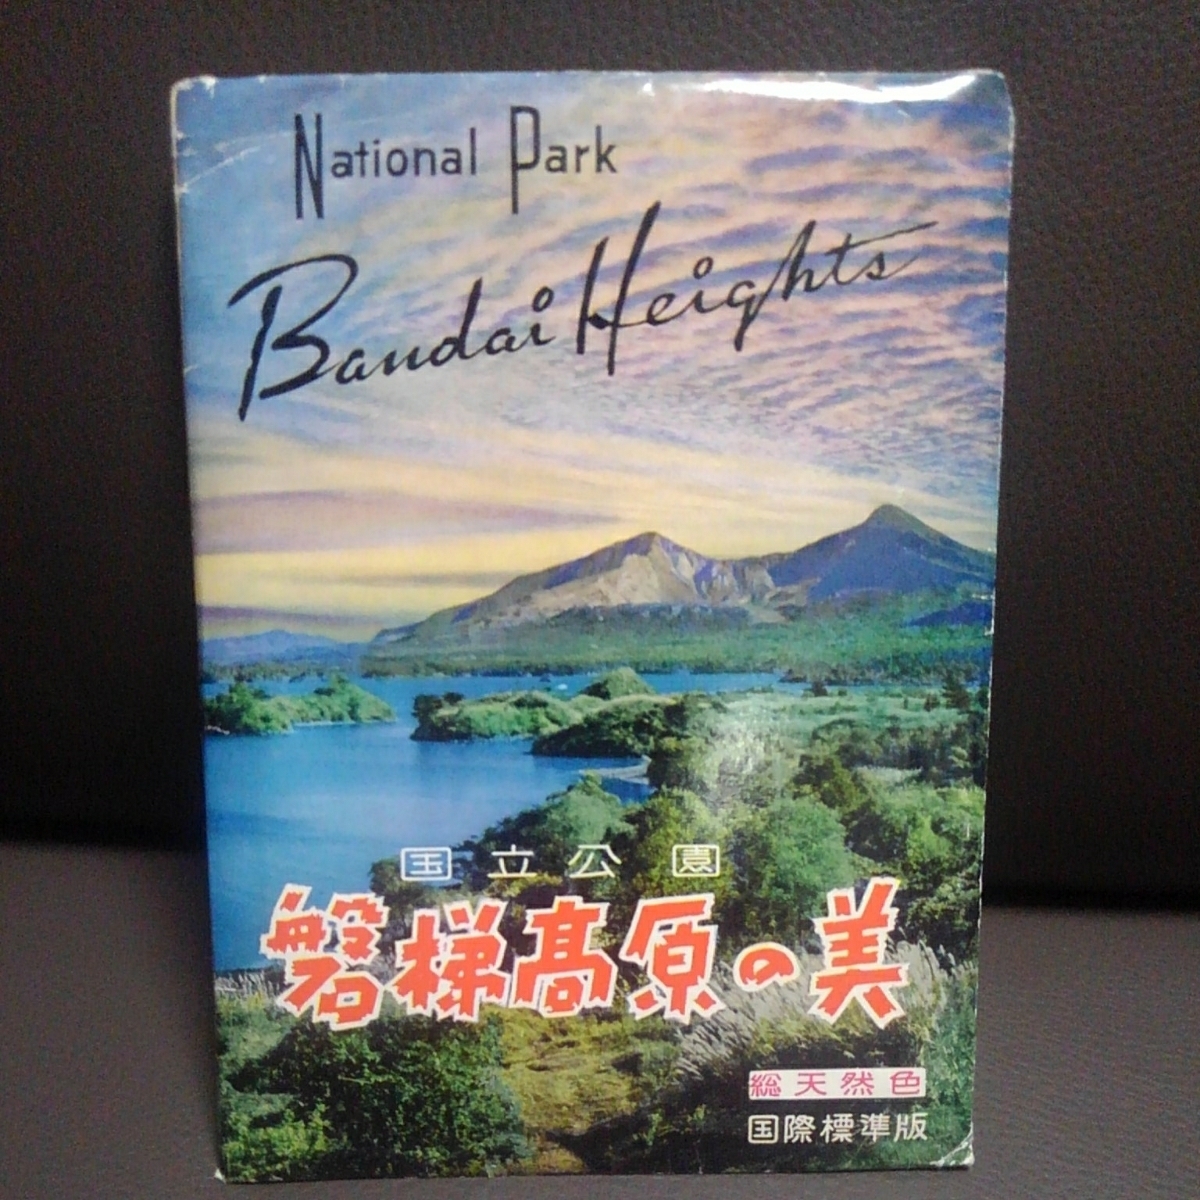 National Park
Bandai Heights
国立公園
磐梯高原の美
総天然色
国際標準版